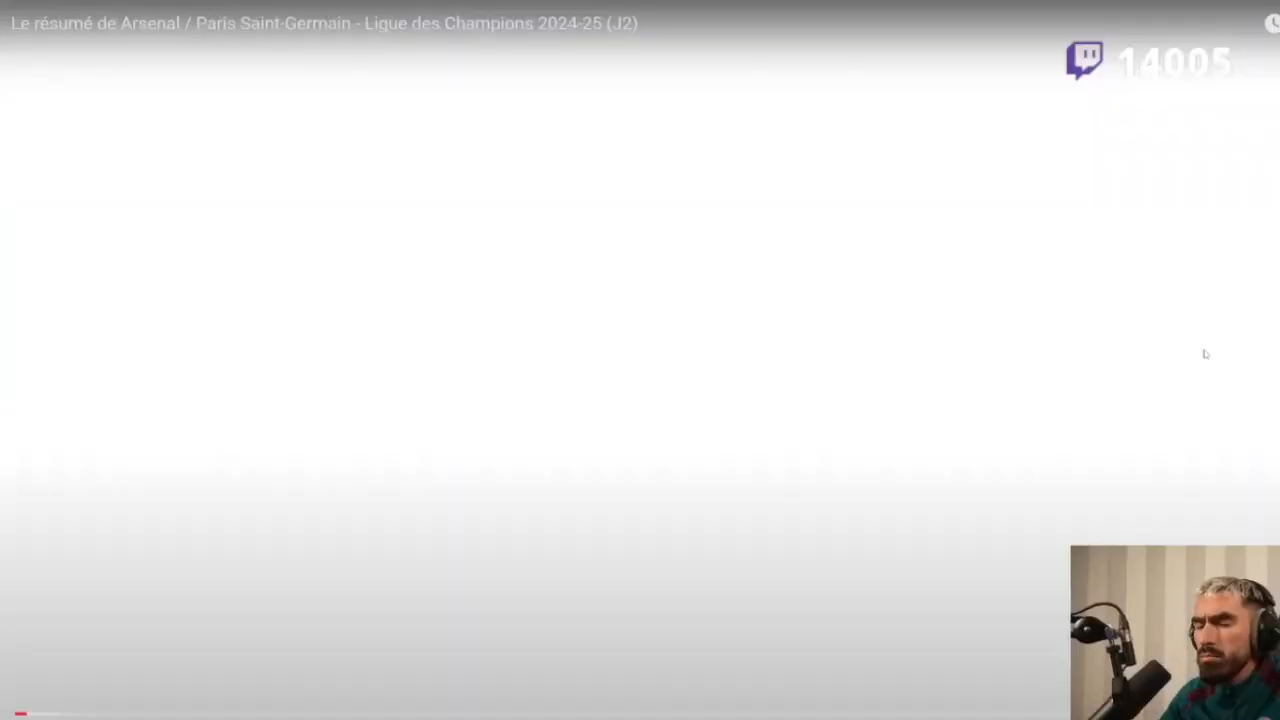 Le résumé de Arsenal / Paris Saint-Germain - Ligue des Champions 2024-25 (J2)
14005